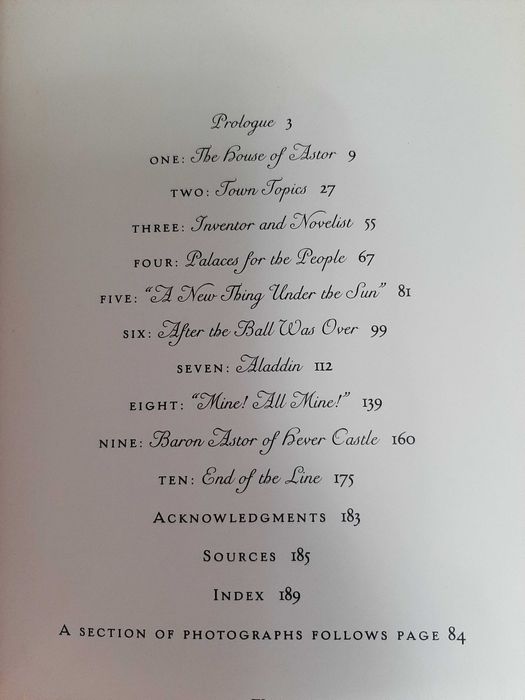 Prologue 3
ONE: The House of Astor 9
TWO: Town Topics 27
THREE: Inventor and Novelist 55
FOUR: Palaces for the People 67
FIVE: "A New Thing Under the Sun" 81
SIX: After the Ball Was Over 99
SEVEN: Aladdin 112
EIGHT: "Mine! All Mine!" 139
NINE: Baron Astor of Hever Castle 160
TEN: End of the Line 175
ACKNOWLEDGMENTS 183
SOURCES 185
INDEX 189
A SECTION OF PHOTOGRAPHS FOLLOWS PAGE 84